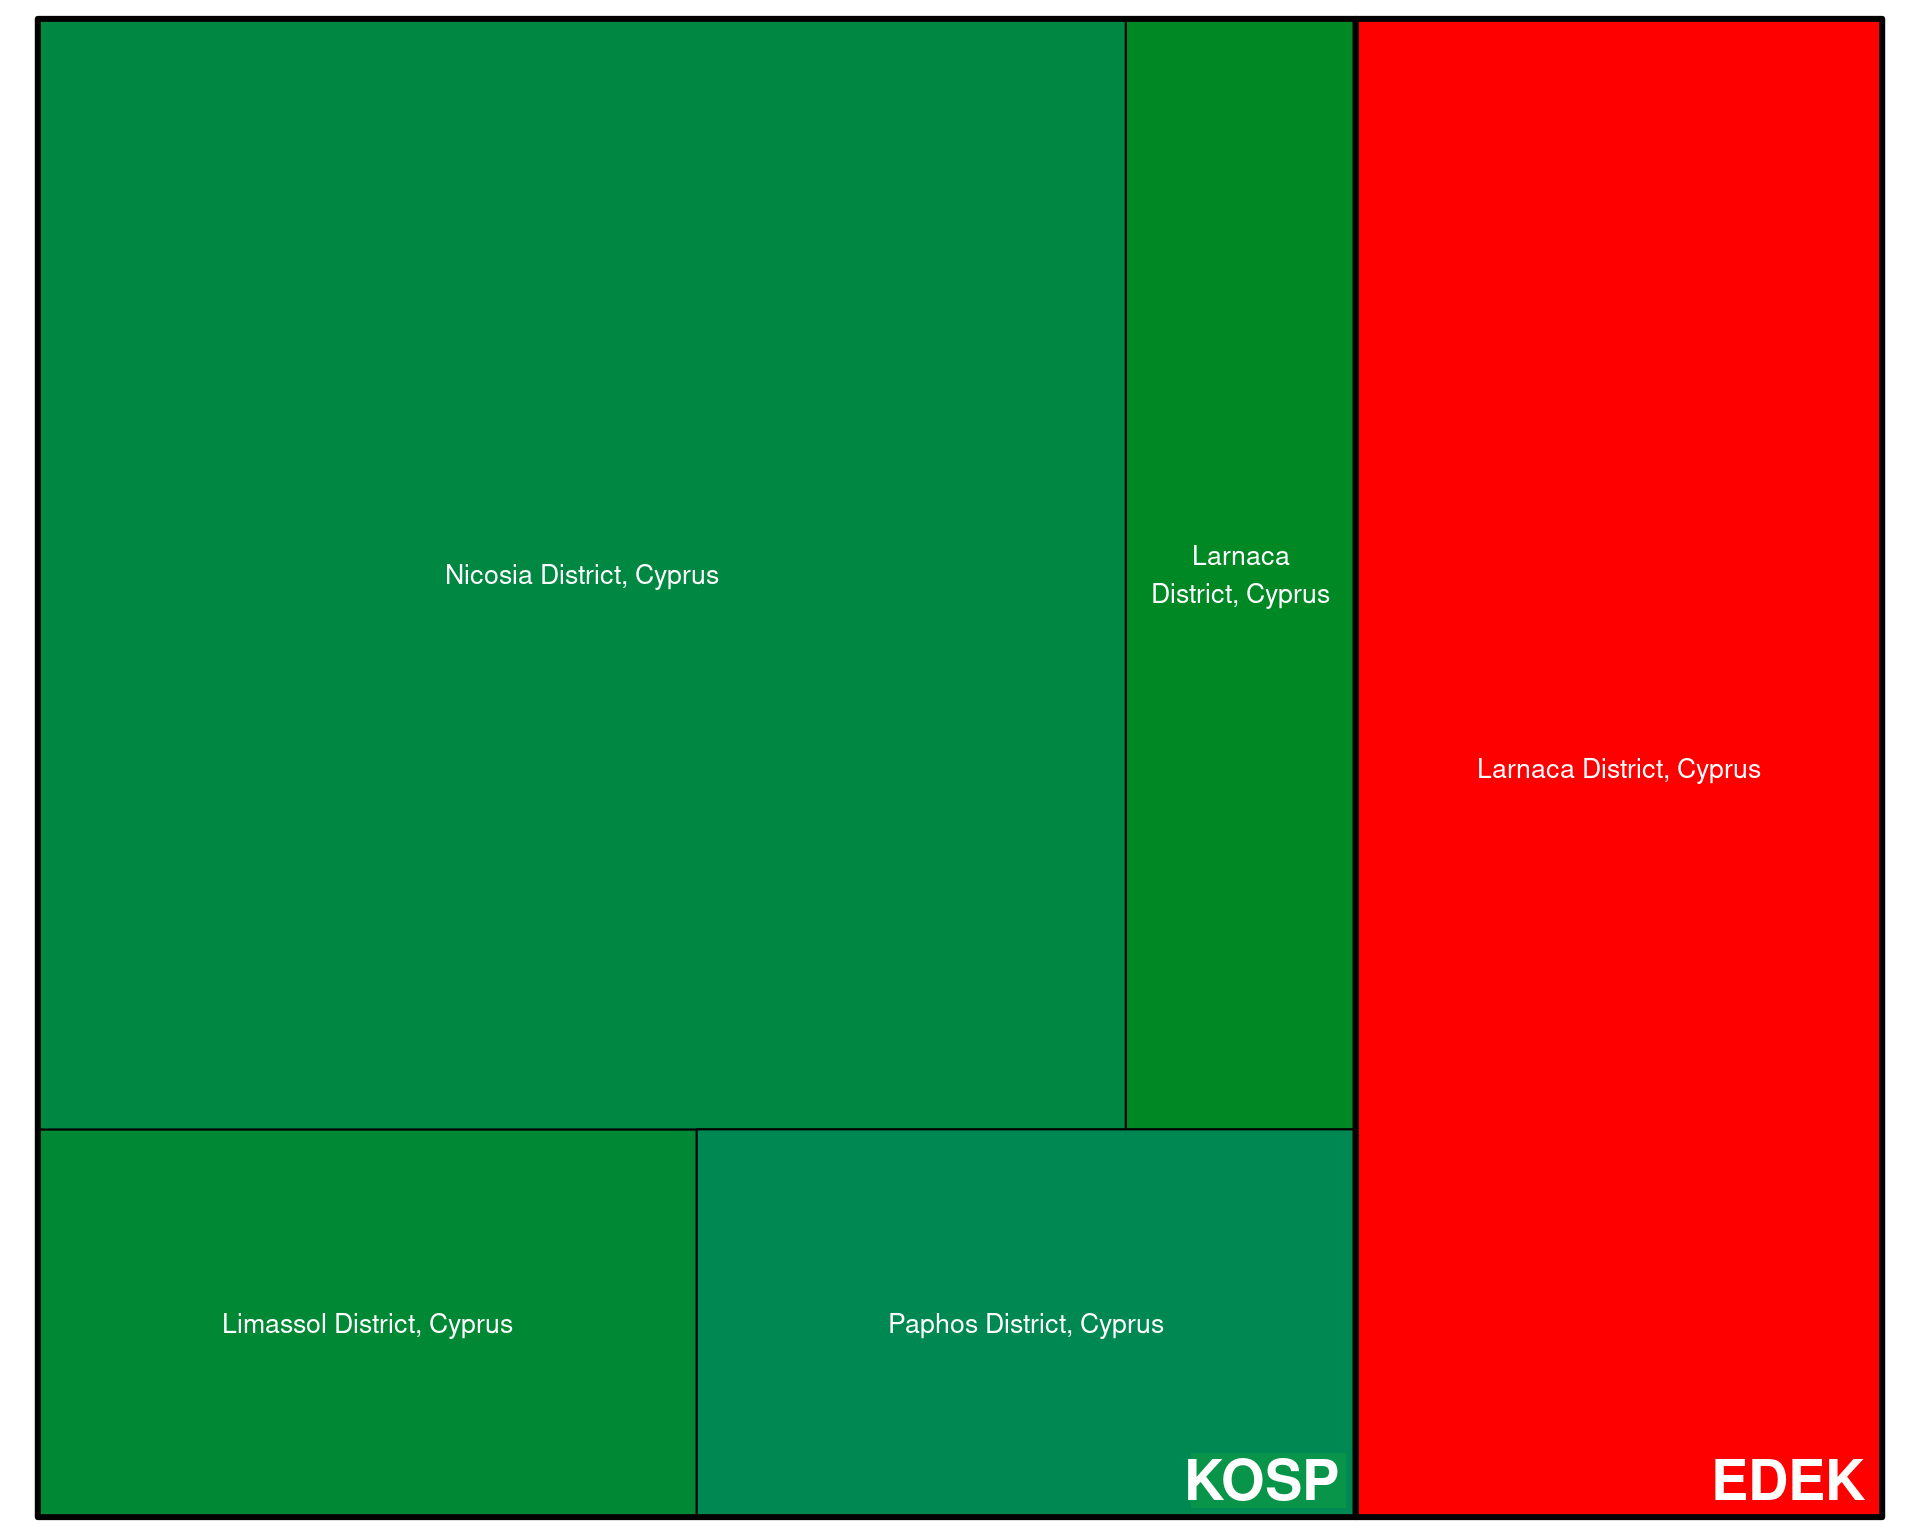 Nicosia District, Cyprus
Larnaca
District, Cyprus
Larnaca District, Cyprus
Limassol District, Cyprus
Paphos District, Cyprus
KOSP
EDEK